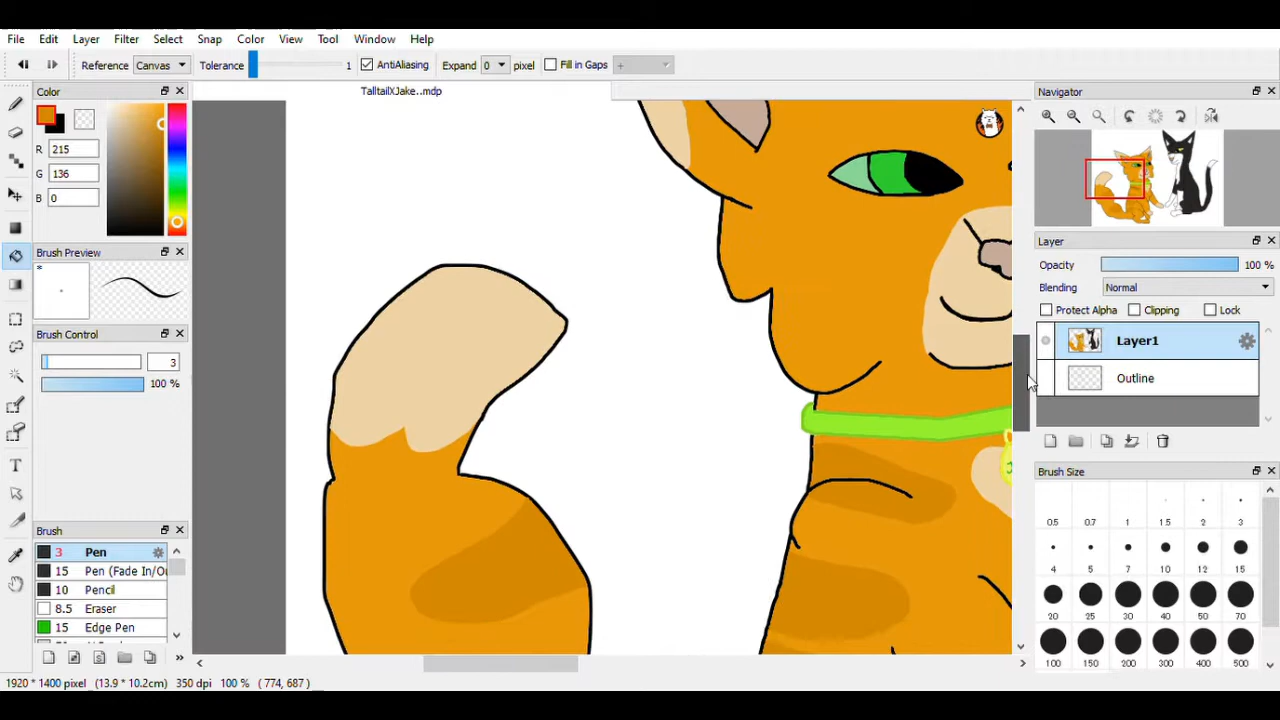 File Edit Layer Filter Select Snap Color View Tool Window Help
Reference Canvas Tolerance 1 AntiAliasing Expand 0 pixel Fill in Gaps +
Color
TalltailXJake..mdp
Navigator
R 215
G 136
B 0
Brush Preview
*
Layer
Opacity 100 %
Blending Normal
Protect Alpha Clipping Lock
Brush Control
3
100 %
Layer1
Outline
Brush Size
0.5 0.7 1 1.5 2 3
4 5 7 10 12 15
20 25 30 40 50 70
100 150 200 300 400 500
Brush
3 Pen
15 Pen (Fade In/Ou
10 Pencil
8.5 Eraser
15 Edge Pen
1920 * 1400 pixel (13.9 * 10.2cm) 350 dpi 100 % ( 774, 687 )